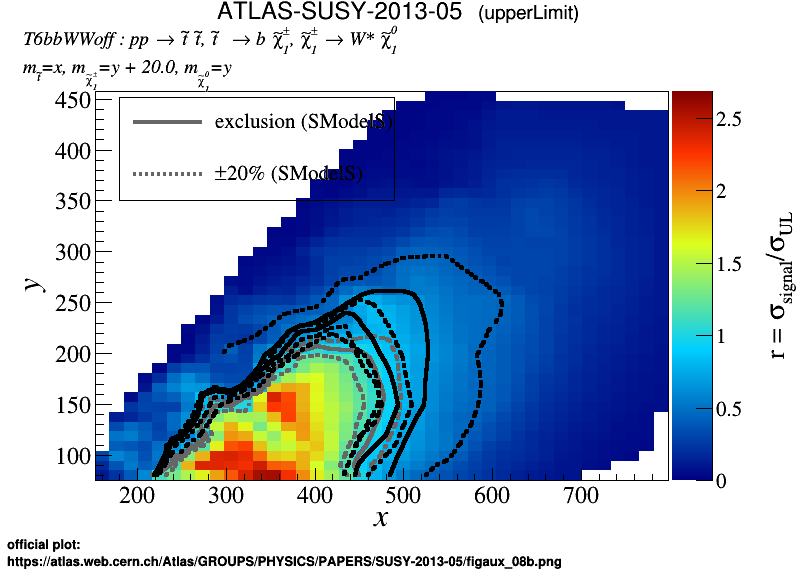 ATLAS-SUSY-2013-05 (upperLimit)
T6bbWWoff : pp → t̃ t̃, t̃ → b χ̃₁±, χ̃₁± → W* χ̃₁⁰
m_t̃=x, m_χ̃₁±=y + 20.0, m_χ̃₁⁰=y
exclusion (SModelS)
±20% (SModelS)
450
400
350
300
250
200
150
100
y
200 300 400 500 600 700
x
2.5
2
1.5
1
0.5
0
r = σsignal/σUL
official plot:
https://atlas.web.cern.ch/Atlas/GROUPS/PHYSICS/PAPERS/SUSY-2013-05/figaux_08b.png